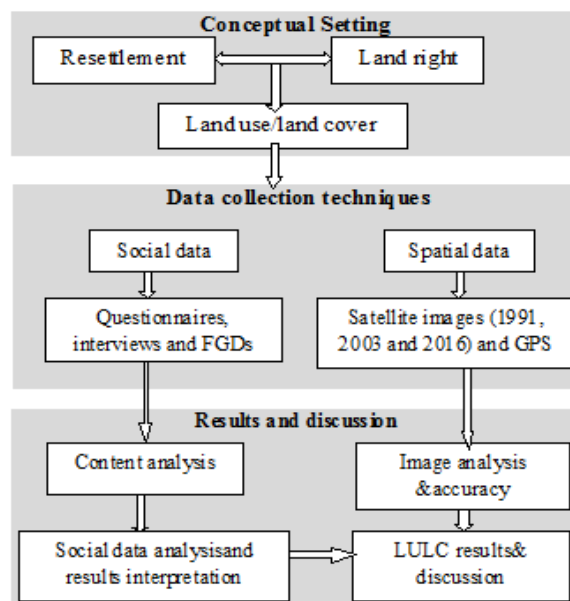 Conceptual Setting
Resettlement
Land right
Land use/land cover
Data collection techniques
Social data
Spatial data
Questionnaires,
interviews and FGDs
Satellite images (1991,
2003 and 2016) and GPS
Results and discussion
Content analysis
Image analysis
&accuracy
Social data analysisand
results interpretation
LULC results&
discussion